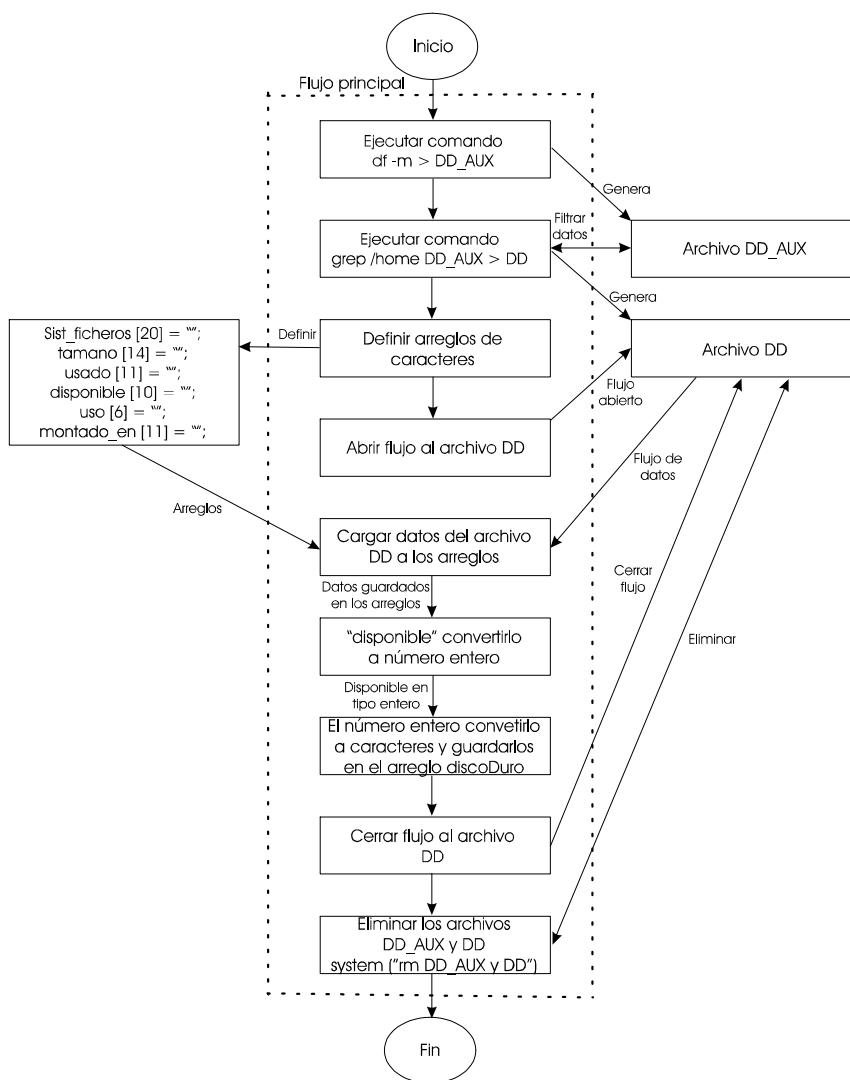 Inicio
Flujo principal
Ejecutar comando
df -m > DD_AUX
Genera
Ejecutar comando
grep /home DD_AUX > DD
Filtrar
datos
Archivo DD_AUX
Genera
Sist_ficheros [20] = “”;
tamano [14] = “”;
usado [11] = “”;
disponible [10] = “”;
uso [6] = “”;
montado_en [11] = “”;
Definir
Definir arreglos de
caracteres
Archivo DD
Flujo
abierto
Abrir flujo al archivo DD
Flujo de
datos
Arreglos
Cargar datos del archivo
DD a los arreglos
Cerrar
flujo
Datos guardados
en los arreglos
“disponible” convertirlo
a número entero
Eliminar
Disponible en
tipo entero
El número entero convetirlo
a caracteres y guardarlos
en el arreglo discoDuro
Cerrar flujo al archivo
DD
Eliminar los archivos
DD_AUX y DD
system (”rm DD_AUX y DD”)
Fin